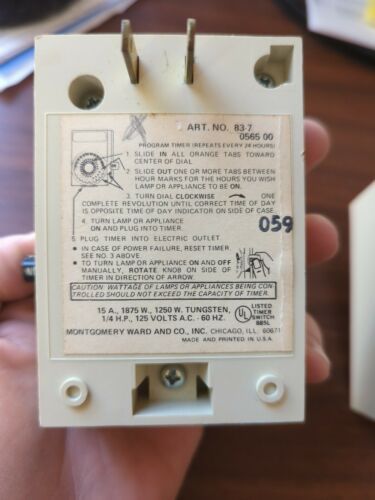 ART. NO. 83-7
0565 00
PROGRAM TIMER (REPEATS EVERY 24 HOURS)
1. SLIDE IN ALL ORANGE TABS TOWARD
CENTER OF DIAL.
2. SLIDE OUT ONE OR MORE TABS BETWEEN
HOUR MARKS FOR THE HOURS YOU WISH
LAMP OR APPLIANCE TO BE ON.
3. TURN DIAL CLOCKWISE ONE
COMPLETE REVOLUTION UNTIL CORRECT TIME OF DAY
IS OPPOSITE TIME OF DAY INDICATOR ON SIDE OF CASE.
4. TURN LAMP OR APPLIANCE
ON AND PLUG INTO TIMER.
059
5. PLUG TIMER INTO ELECTRIC OUTLET.
• IN CASE OF POWER FAILURE, RESET TIMER.
SEE NO. 3 ABOVE.
• TO TURN LAMP OR APPLIANCE ON AND OFF
MANUALLY, ROTATE KNOB ON SIDE OF
TIMER IN DIRECTION OF ARROW.
CAUTION: WATTAGE OF LAMPS OR APPLIANCES BEING CON-
TROLLED SHOULD NOT EXCEED THE CAPACITY OF TIMER.
15 A., 1875 W., 1250 W. TUNGSTEN,
1/4 H.P., 125 VOLTS A.C. - 60 HZ.
UL LISTED
TIMER
SWITCH
885L
MONTGOMERY WARD AND CO., INC. CHICAGO, ILL. 60671
MADE AND PRINTED IN U.S.A.